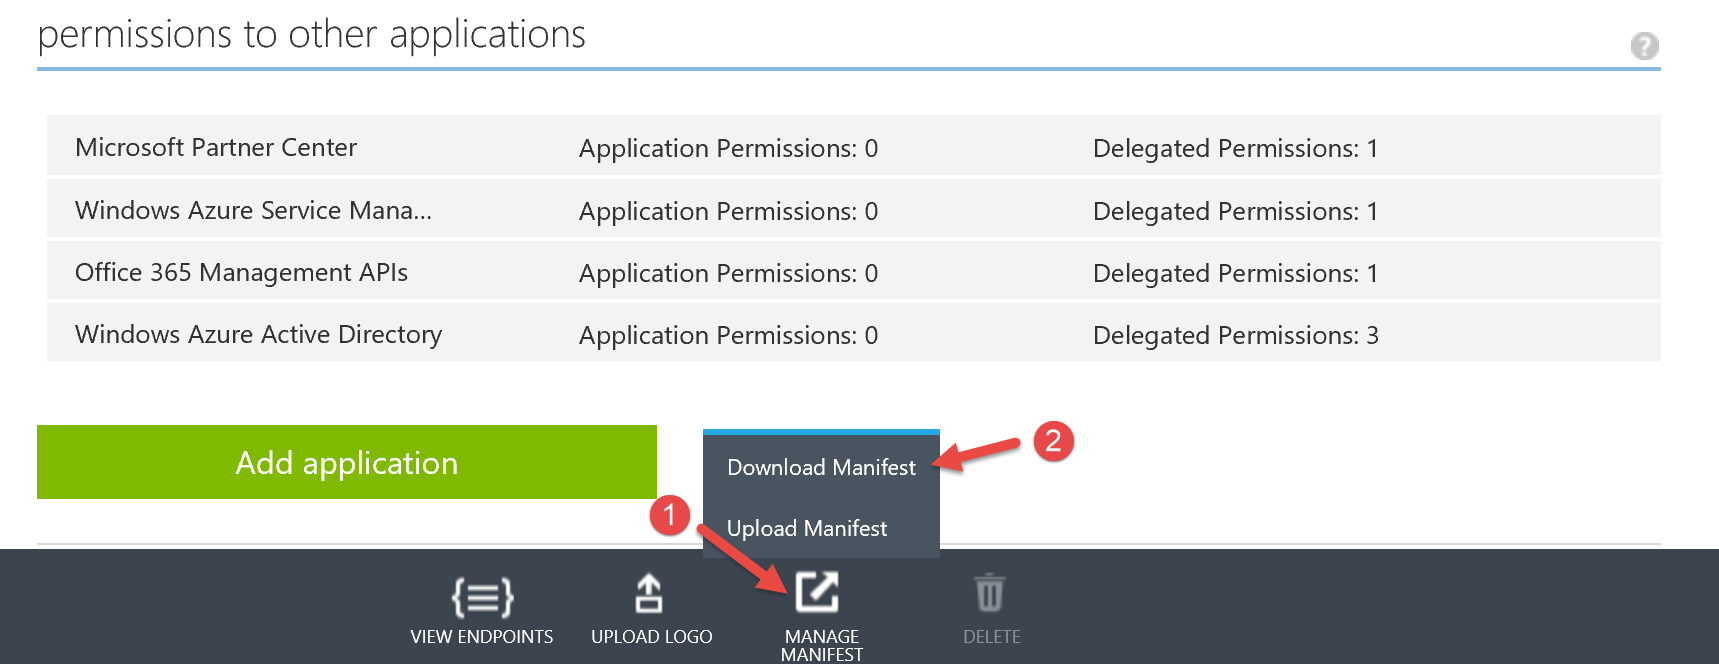 permissions to other applications
?
Microsoft Partner Center Application Permissions: 0 Delegated Permissions: 1
Windows Azure Service Mana... Application Permissions: 0 Delegated Permissions: 1
Office 365 Management APIs Application Permissions: 0 Delegated Permissions: 1
Windows Azure Active Directory Application Permissions: 0 Delegated Permissions: 3
Add application
Download Manifest
2
1
Upload Manifest
VIEW ENDPOINTS
UPLOAD LOGO
MANAGE
MANIFEST
DELETE